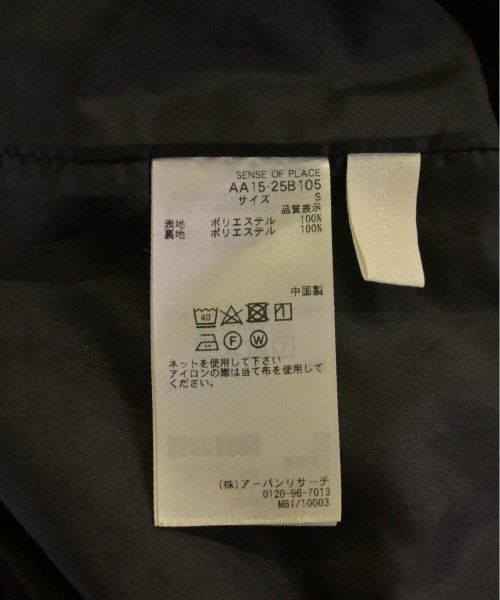 SENSE OF PLACE
AA15-25B105
サイズ S
品質表示
表地 ポリエステル 100%
裏地 ポリエステル 100%
中国製
40
F W
ネットを使用して下さい
アイロンの際は当て布を使用して
ください。
(株)アーバンリサーチ
0120-96-7013
MBI/10003